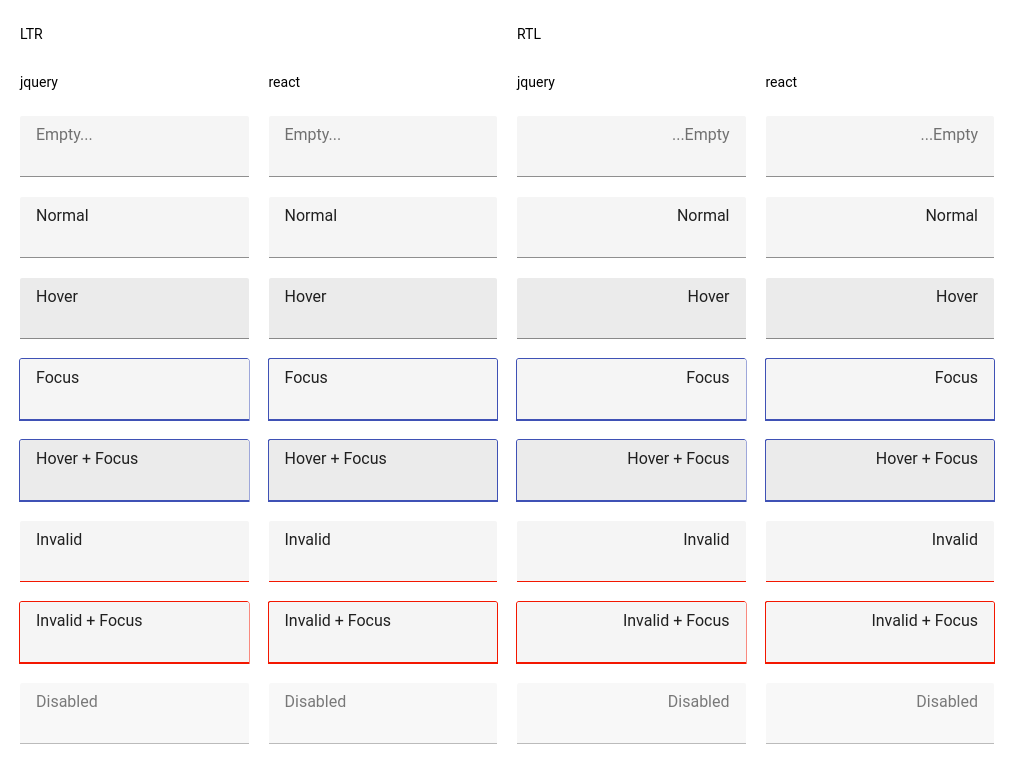 LTR RTL
jquery react jquery react
Empty... Empty... ...Empty ...Empty
Normal Normal Normal Normal
Hover Hover Hover Hover
Focus Focus Focus Focus
Hover + Focus Hover + Focus Hover + Focus Hover + Focus
Invalid Invalid Invalid Invalid
Invalid + Focus Invalid + Focus Invalid + Focus Invalid + Focus
Disabled Disabled Disabled Disabled